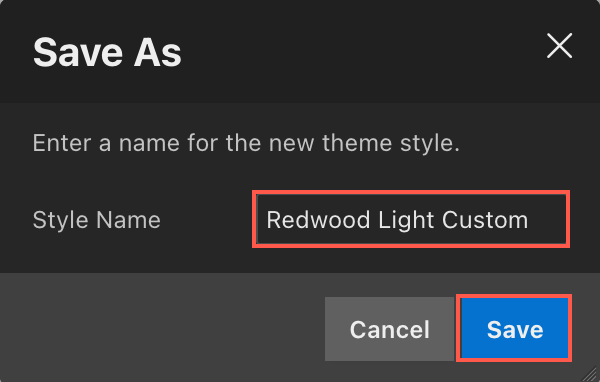 Save As
Enter a name for the new theme style.
Style Name
Redwood Light Custom
Cancel
Save